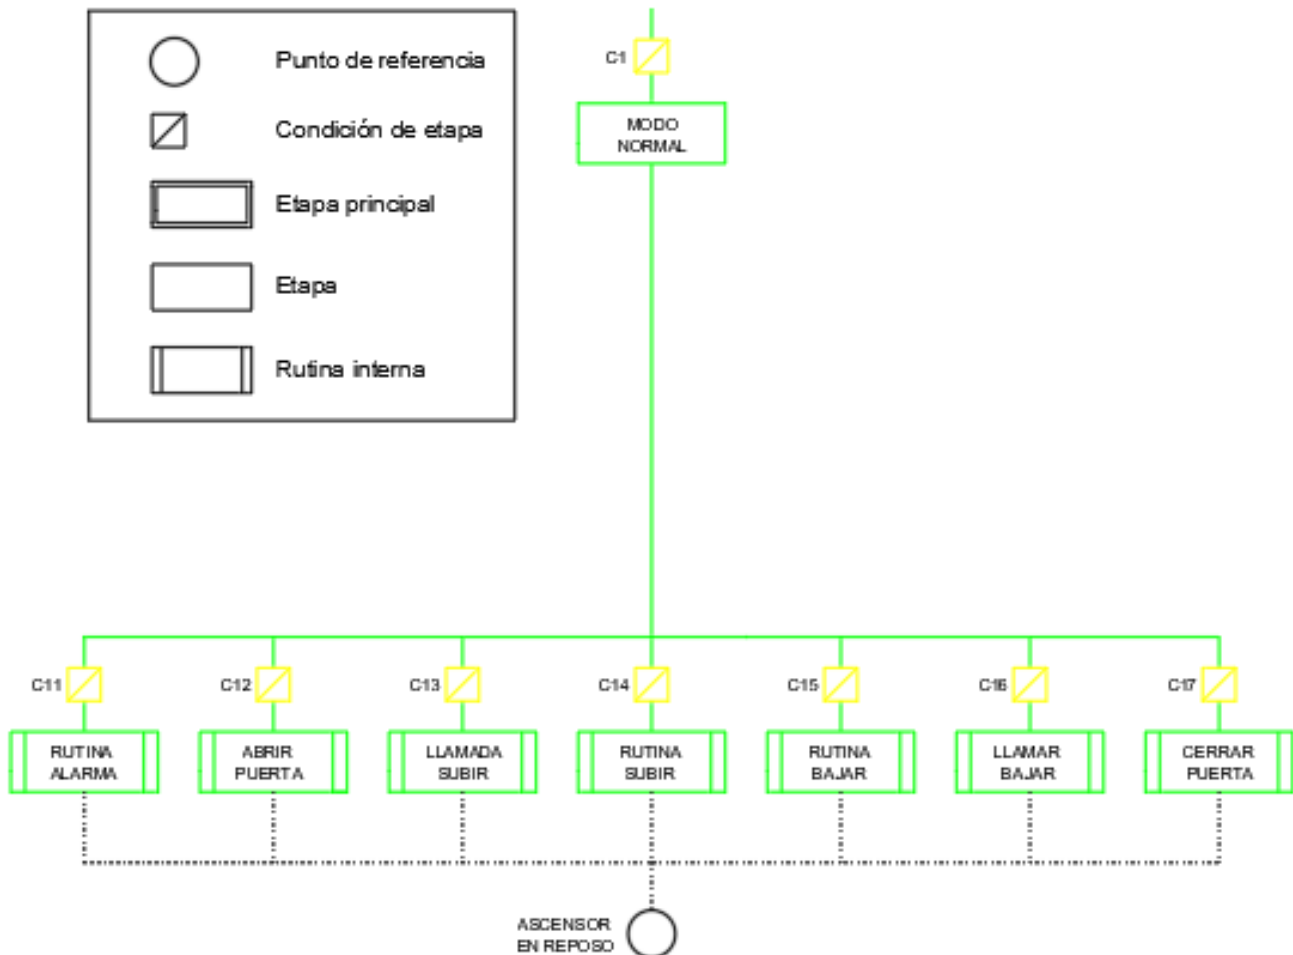 Punto de referencia
Condición de etapa
Etapa principal
Etapa
Rutina interna
C1
MODO
NORMAL
C11
C12
C13
C14
C15
C16
C17
RUTINA
ALARMA
ABRIR
PUERTA
LLAMADA
SUBIR
RUTINA
SUBIR
RUTINA
BAJAR
LLAMAR
BAJAR
CERRAR
PUERTA
ASCENSOR
EN REPOSO